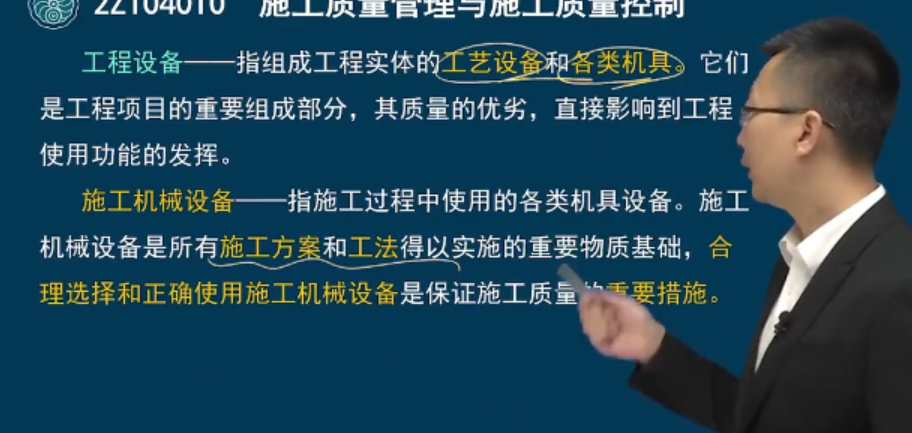 2Z104010 施工质量管理与施工质量控制
工程设备——指组成工程实体的工艺设备和各类机具。它们
是工程项目的重要组成部分，其质量的优劣，直接影响到工程
使用功能的发挥。
施工机械设备——指施工过程中使用的各类机具设备。施工
机械设备是所有施工方案和工法得以实施的重要物质基础，合
理选择和正确使用施工机械设备是保证施工质量的重要措施。